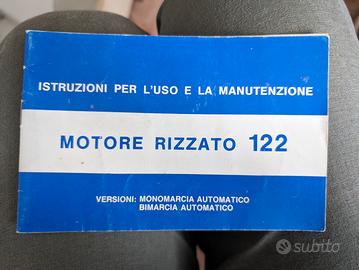 ISTRUZIONI PER L'USO E LA MANUTENZIONE
MOTORE RIZZATO 122
VERSIONI: MONOMARCIA AUTOMATICO
BIMARCIA AUTOMATICO
subito